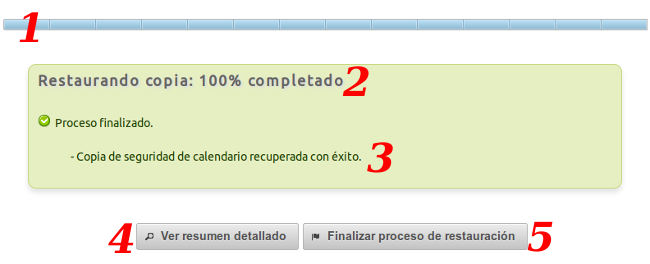 1
Restaurando copia: 100% completado 2
Proceso finalizado.
- Copia de seguridad de calendario recuperada con éxito. 3
4 Ver resumen detallado Finalizar proceso de restauración 5